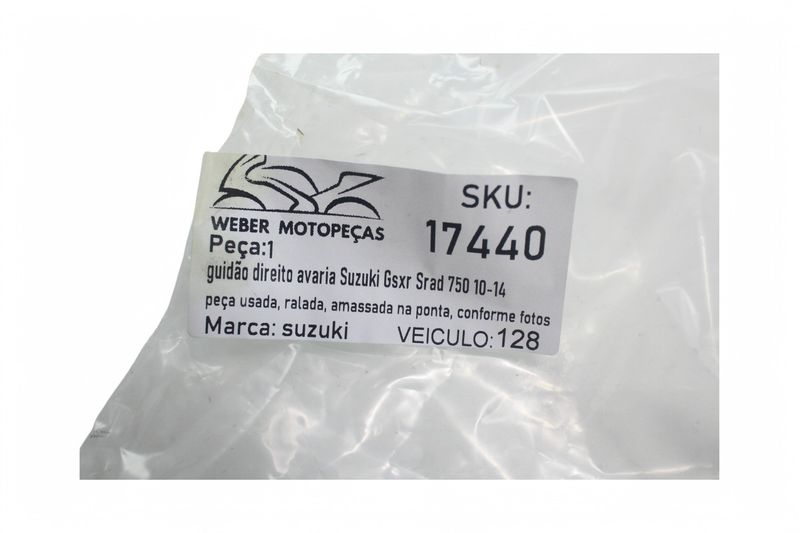 WEBER MOTOPEÇAS
SKU:
17440
Peça:1
guidão direito avaria Suzuki Gsxr Srad 750 10-14
peça usada, ralada, amassada na ponta, conforme fotos
Marca: suzuki VEICULO: 128